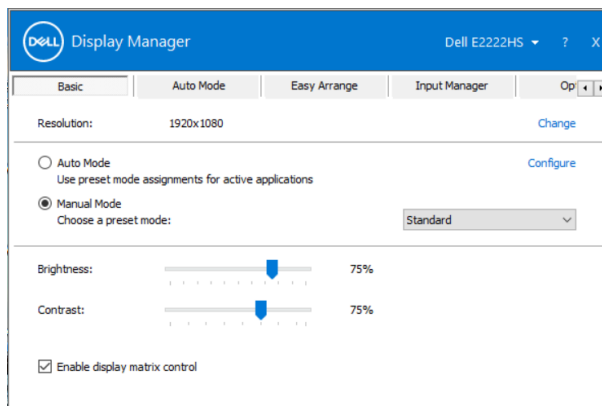 DELL Display Manager Dell E2222HS ? X
Basic Auto Mode Easy Arrange Input Manager
Resolution: 1920x1080 Change
Auto Mode Configure
Use preset mode assignments for active applications
Manual Mode
Choose a preset mode: Standard
Brightness: 75%
Contrast: 75%
Enable display matrix control